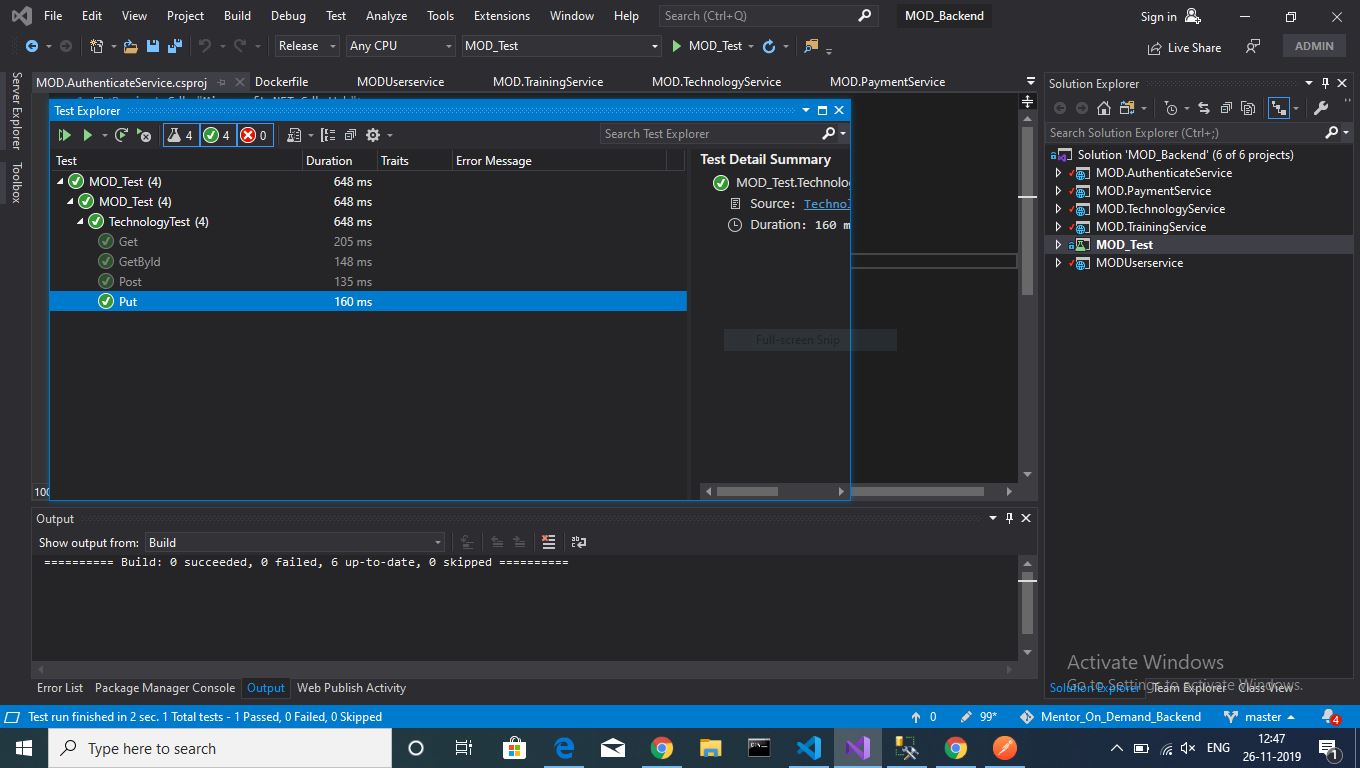 File Edit View Project Build Debug Test Analyze Tools Extensions Window Help Search (Ctrl+Q) MOD_Backend Sign in
Release Any CPU MOD_Test MOD_Test Live Share ADMIN
Server Explorer
Toolbox
MOD.AuthenticateService.csproj Dockerfile MODUserservice MOD.TrainingService MOD.TechnologyService MOD.PaymentService
Test Explorer
4 4 0 Search Test Explorer
Test Duration Traits Error Message
MOD_Test (4) 648 ms
MOD_Test (4) 648 ms
TechnologyTest (4) 648 ms
Get 205 ms
GetById 148 ms
Post 135 ms
Put 160 ms
Test Detail Summary
MOD_Test.Technolo
Source: Technol
Duration: 160 m
Full-screen Snip
100
Solution Explorer
Search Solution Explorer (Ctrl+;)
Solution 'MOD_Backend' (6 of 6 projects)
MOD.AuthenticateService
MOD.PaymentService
MOD.TechnologyService
MOD.TrainingService
MOD_Test
MODUserservice
Output
Show output from: Build
========== Build: 0 succeeded, 0 failed, 6 up-to-date, 0 skipped ==========
Error List Package Manager Console Output Web Publish Activity
Activate Windows
Go to Settings to activate Windows.
Solution Explorer Team Explorer Class View
Test run finished in 2 sec. 1 Total tests - 1 Passed, 0 Failed, 0 Skipped 0 99* Mentor_On_Demand_Backend master 4
Type here to search ENG 12:47
26-11-2019 1